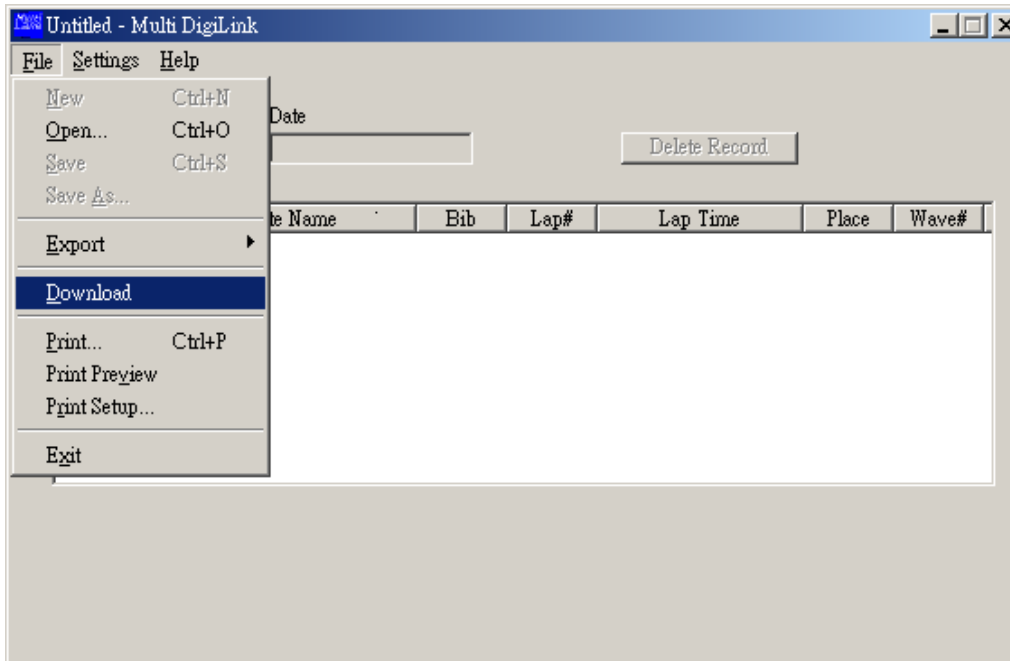 Untitled - Multi DigiLink
File Settings Help
New Ctrl+N
Open... Ctrl+O
Save Ctrl+S
Save As...
Export
Download
Print... Ctrl+P
Print Preview
Print Setup...
Exit
Date
Delete Record
te Name Bib Lap# Lap Time Place Wave#